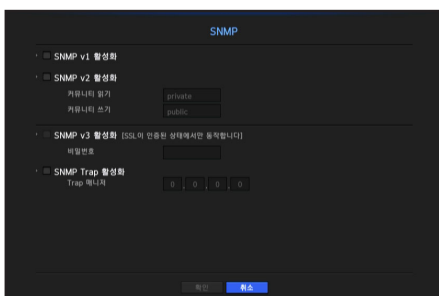 SNMP
SNMP v1 활성화
SNMP v2 활성화
커뮤니티 읽기 private
커뮤니티 쓰기 public
SNMP v3 활성화 [SSL이 인증된 상태에서만 동작합니다]
비밀번호
SNMP Trap 활성화
Trap 매니저 0 . 0 . 0 . 0
확인 취소